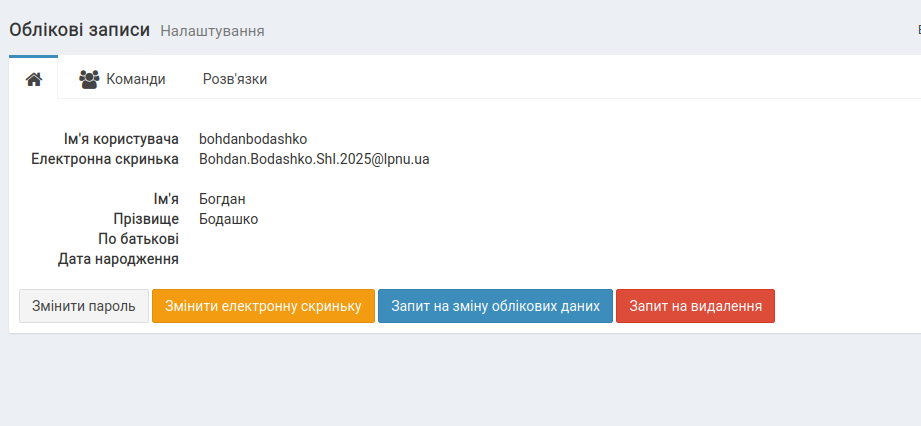 Облікові записи Налаштування
Команди Розв'язки
Ім'я користувача bohdanbodashko
Електронна скринька Bohdan.Bodashko.ShI.2025@lpnu.ua
Ім'я Богдан
Прізвище Бодашко
По батькові
Дата народження
Змінити пароль Змінити електронну скриньку Запит на зміну облікових даних Запит на видалення